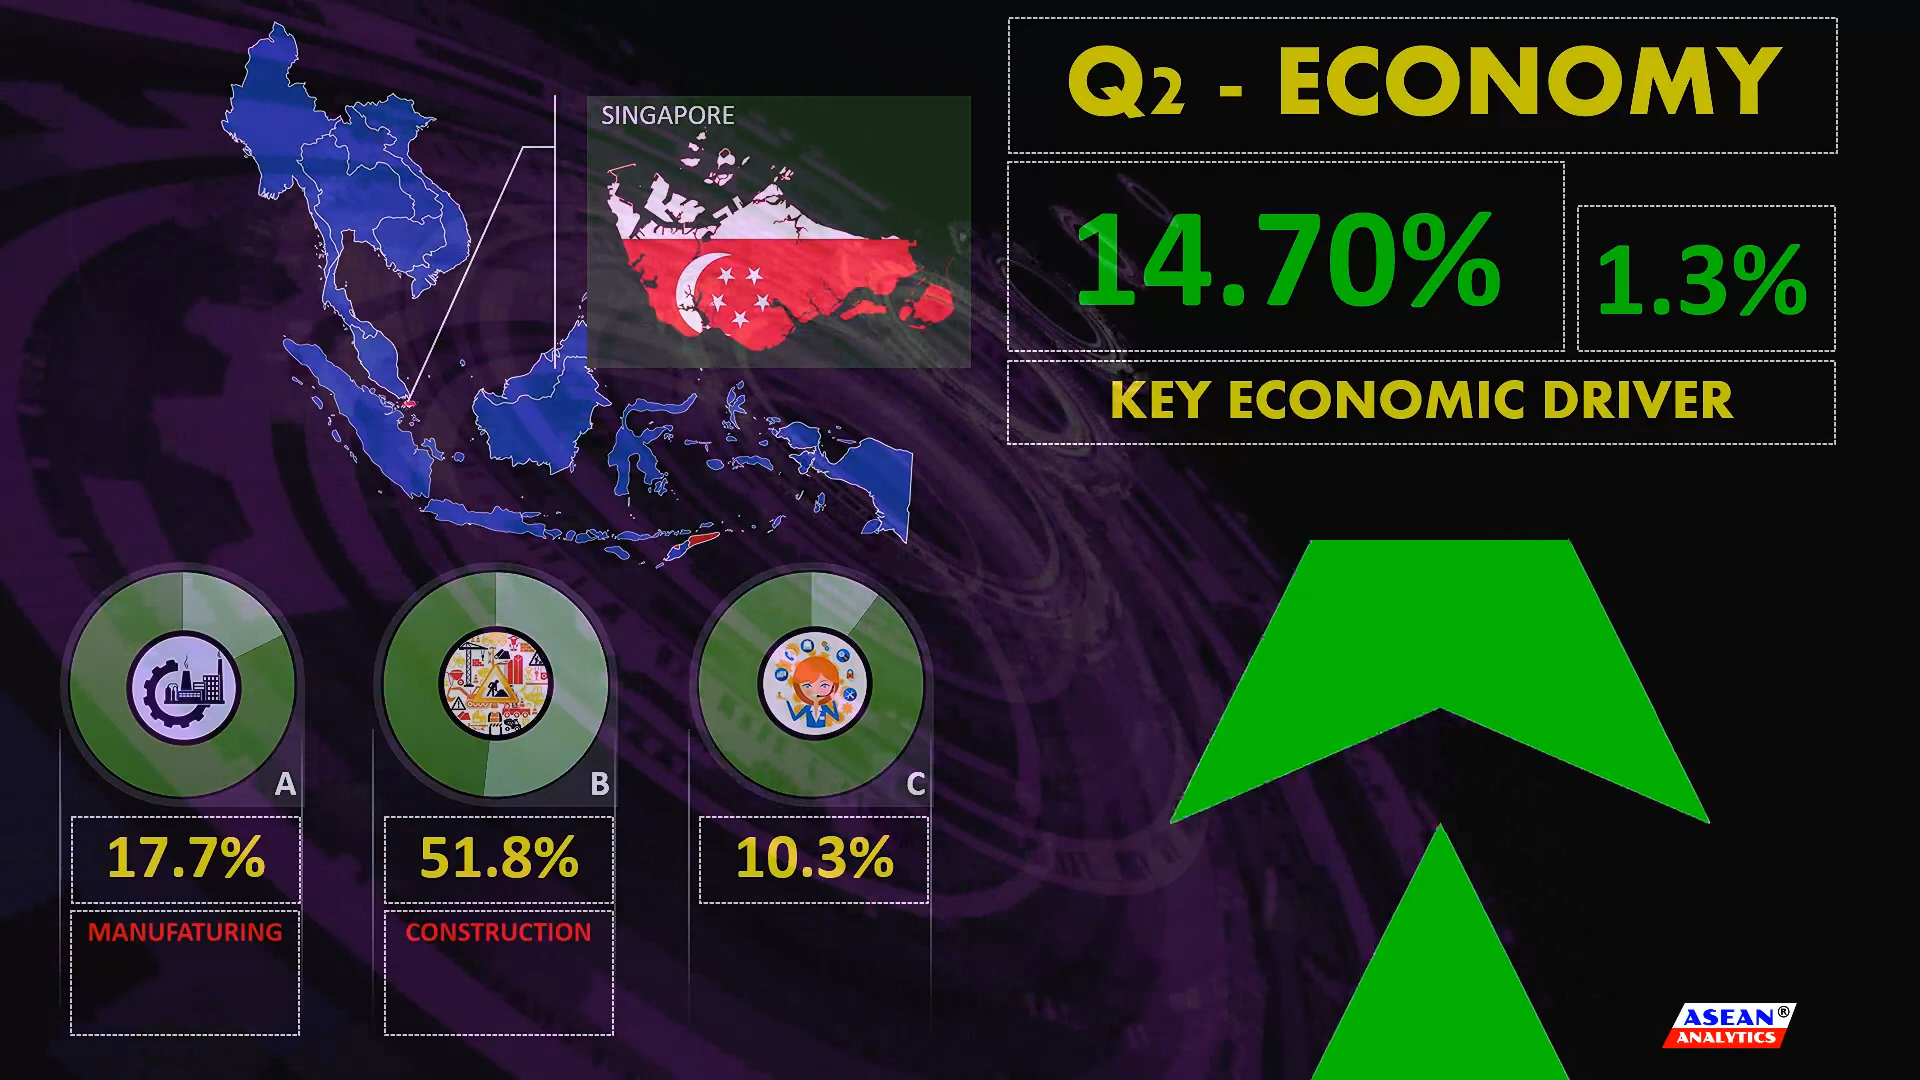 SINGAPORE
Q2 - ECONOMY
14.70%
1.3%
KEY ECONOMIC DRIVER
A
B
C
17.7%
51.8%
10.3%
MANUFATURING
CONSTRUCTION
ASEAN®
ANALYTICS